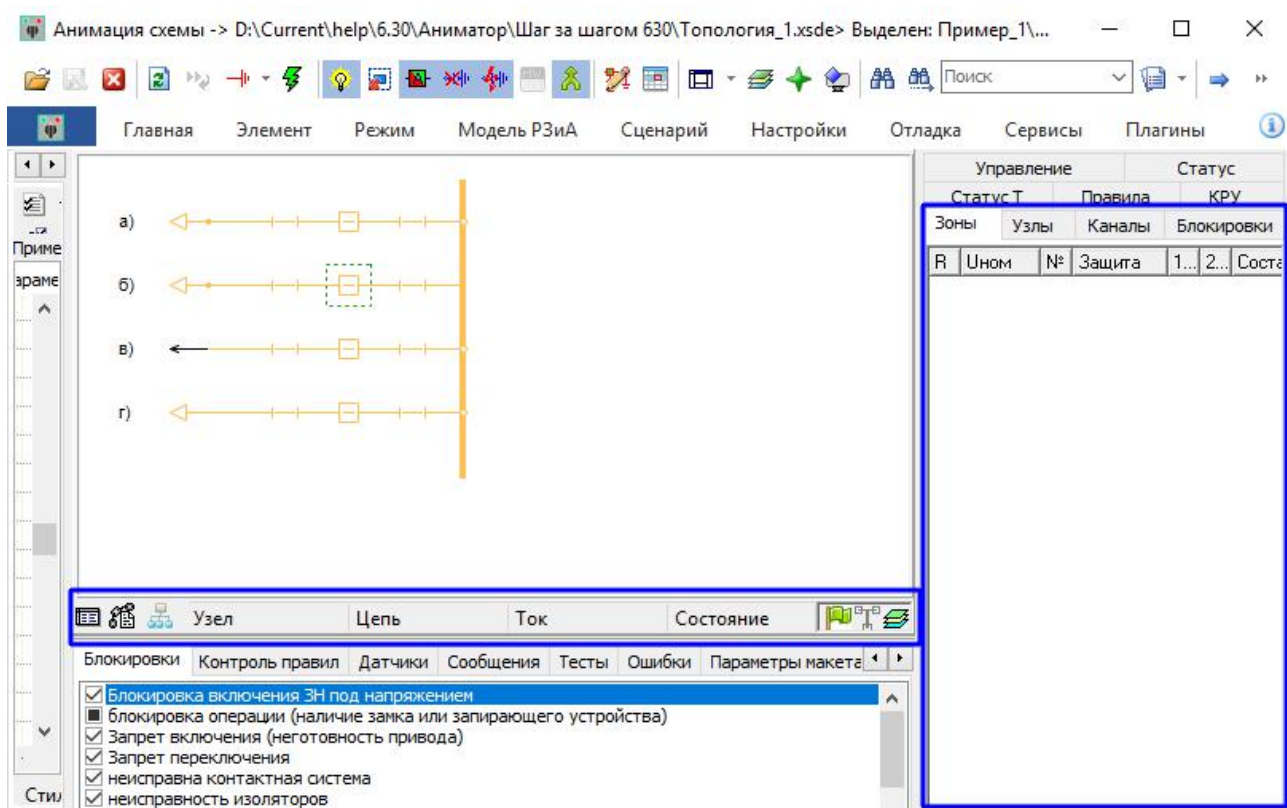 Анимация схемы -> D:\Current\help\6.30\Аниматор\Шаг за шагом 630\Топология_1.xsde> Выделен: Пример_1\...
Поиск
Главная Элемент Режим Модель РЗиА Сценарий Настройки Отладка Сервисы Плагины
Управление Статус
Статус Т Правила КРУ
Зоны Узлы Каналы Блокировки
R Uном № Защита 1... 2... Соста
Приме
араме
а)
б)
в)
г)
Узел Цепь Ток Состояние
Блокировки Контроль правил Датчики Сообщения Тесты Ошибки Параметры макета
Блокировка включения ЗН под напряжением
блокировка операции (наличие замка или запирающего устройства)
Запрет включения (неготовность привода)
Запрет переключения
неисправна контактная система
неисправность изоляторов
Стил